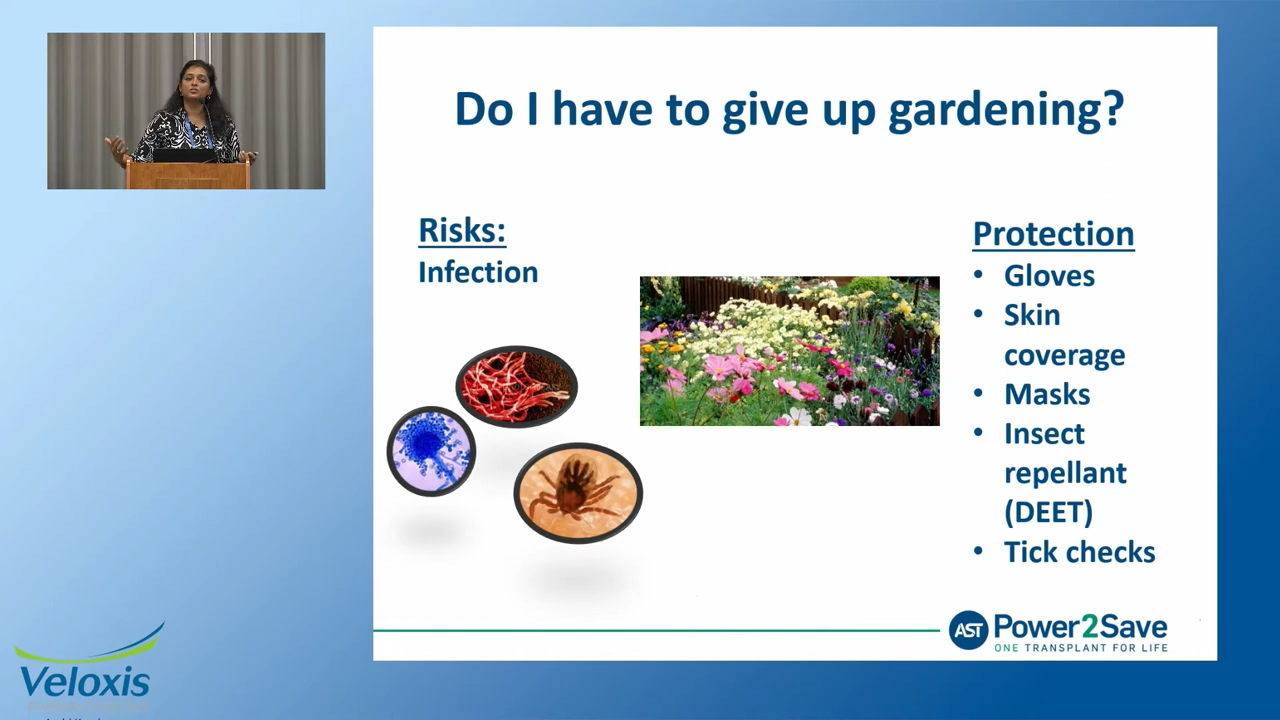 Do I have to give up gardening?
Risks:
Infection
Protection
• Gloves
• Skin
coverage
• Masks
• Insect
repellant
(DEET)
• Tick checks
AST Power2Save
ONE TRANSPLANT FOR LIFE
Veloxis